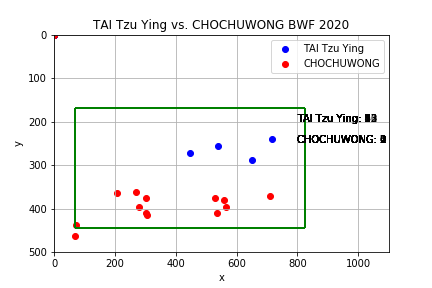 TAI Tzu Ying vs. CHOCHUWONG BWF 2020
0
TAI Tzu Ying
CHOCHUWONG
100
200
TAI Tzu Ying:
CHOCHUWONG:
y
300
400
500
0 200 400 600 800 1000
x